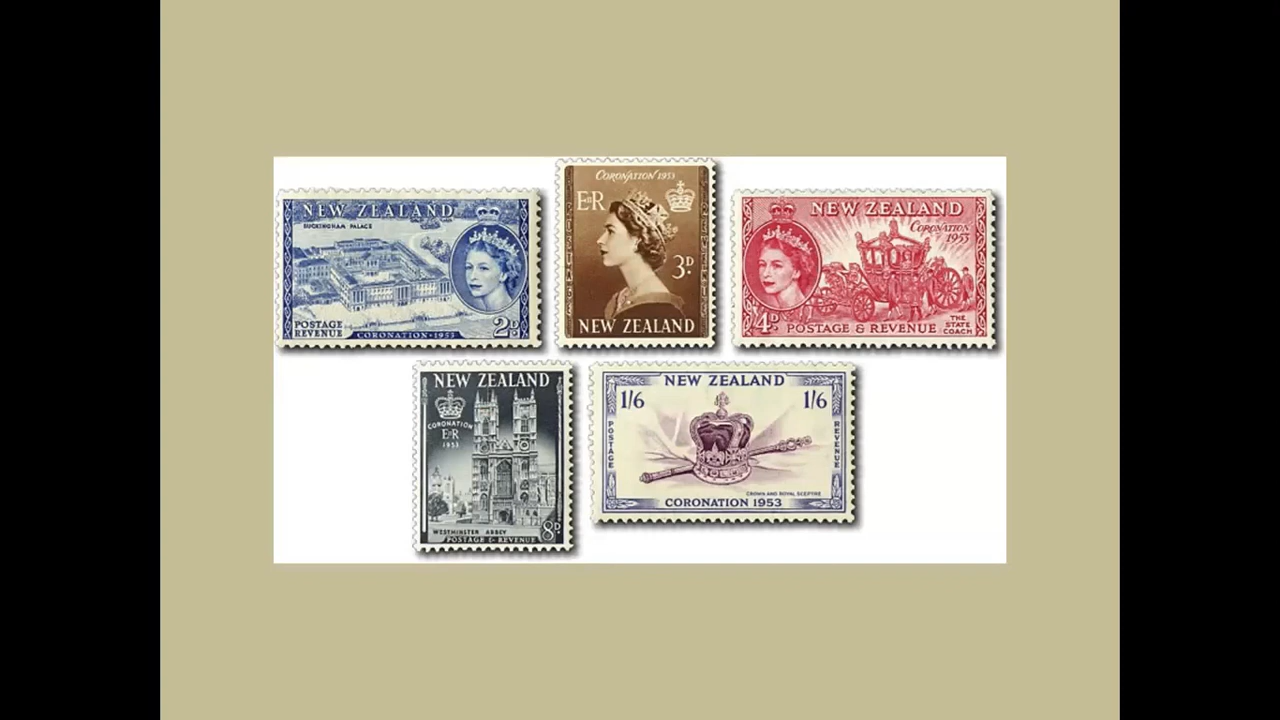 NEW ZEALAND
BUCKINGHAM PALACE
POSTAGE
REVENUE
CORONATION·1953
2D
CORONATION 1953
E II R
3D
NEW ZEALAND
NEW ZEALAND
CORONATION
1953
4D
POSTAGE & REVENUE
THE
STATE
COACH
NEW ZEALAND
CORONATION
E II R
1953
WESTMINSTER ABBEY
8D
POSTAGE & REVENUE
NEW ZEALAND
1/6
1/6
POSTAGE
REVENUE
CROWN AND ROYAL SCEPTRE
CORONATION 1953